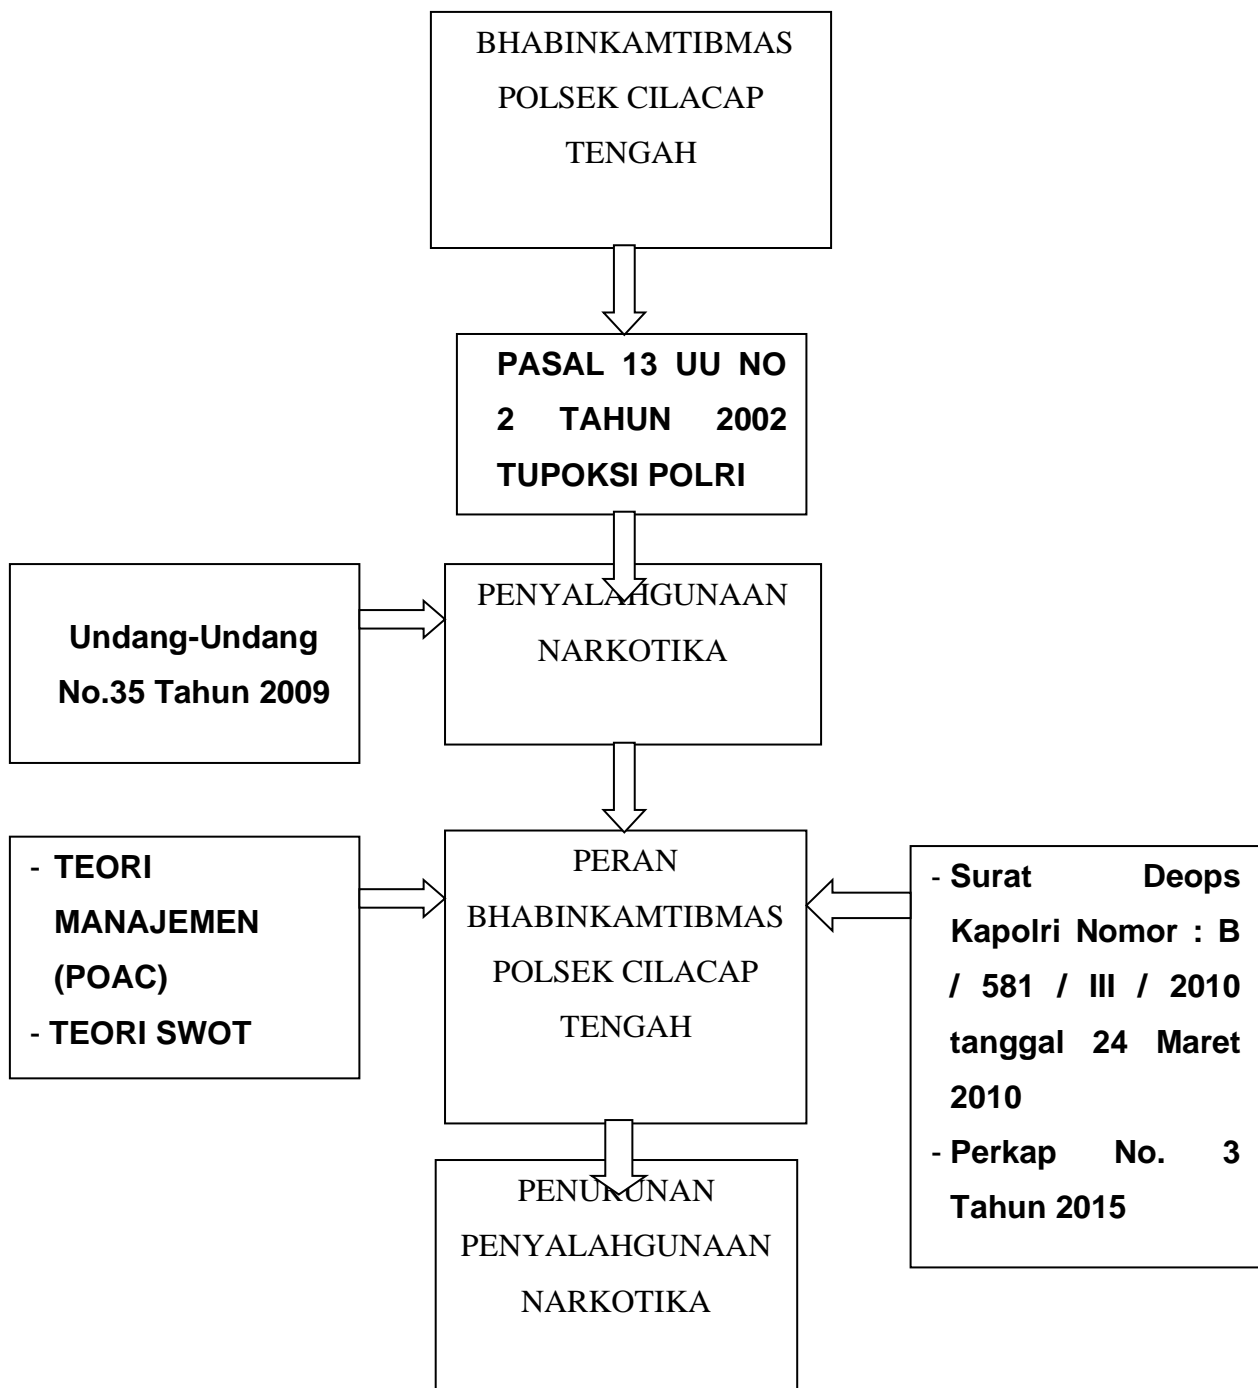 BHABINKAMTIBMAS
POLSEK CILACAP
TENGAH
PASAL 13 UU NO
2 TAHUN 2002
TUPOKSI POLRI
Undang-Undang
No.35 Tahun 2009
PENYALAHGUNAAN
NARKOTIKA
- TEORI
MANAJEMEN
(POAC)
- TEORI SWOT
PERAN
BHABINKAMTIBMAS
POLSEK CILACAP
TENGAH
- Surat Deops
Kapolri Nomor : B
/ 581 / III / 2010
tanggal 24 Maret
2010
- Perkap No. 3
Tahun 2015
PENURUNAN
PENYALAHGUNAAN
NARKOTIKA